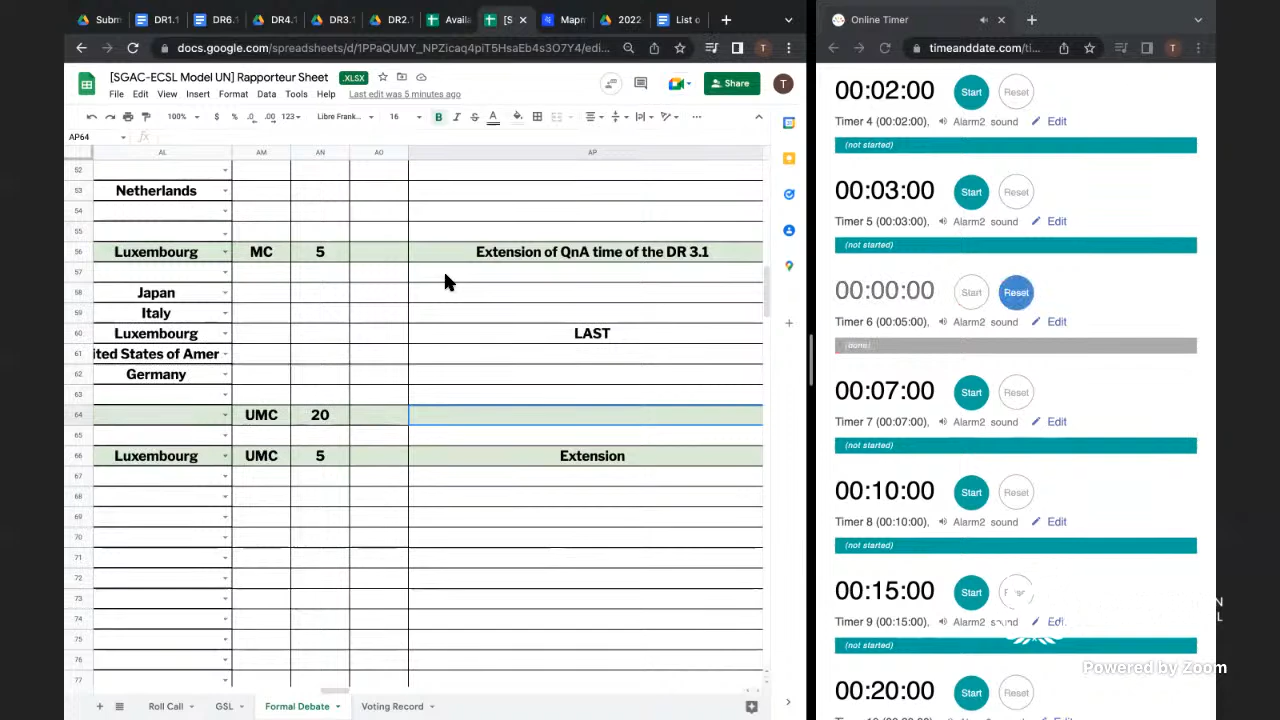 Subm DR1.1 DR6.1 DR4.1 DR3.1 DR2.1 Availa [S Mapn 2022 List o
docs.google.com/spreadsheets/d/1PPaQUMY_NPZicaq4piT5HsaEb4s3O7Y4/edi...
[SGAC-ECSL Model UN] Rapporteur Sheet .XLSX
File Edit View Insert Format Data Tools Help Last edit was 5 minutes ago
Share
100% $ % .0 .00 123 Libre Frank... 16 B I S A
AP64 fx
AL AM AN AO AP
52
53 Netherlands
54
55
56 Luxembourg MC 5 Extension of QnA time of the DR 3.1
57
58 Japan
59 Italy
60 Luxembourg LAST
61 ited States of Amer
62 Germany
63
64 UMC 20
65
66 Luxembourg UMC 5 Extension
67
68
69
70
71
72
73
74
75
76
77
Roll Call GSL Formal Debate Voting Record
Online Timer
timeanddate.com/ti...
00:02:00 Start Reset
Timer 4 (00:02:00), Alarm2 sound Edit
(not started)
00:03:00 Start Reset
Timer 5 (00:03:00), Alarm2 sound Edit
(not started)
00:00:00 Start Reset
Timer 6 (00:05:00), Alarm2 sound Edit
(done)
00:07:00 Start Reset
Timer 7 (00:07:00), Alarm2 sound Edit
(not started)
00:10:00 Start Reset
Timer 8 (00:10:00), Alarm2 sound Edit
(not started)
00:15:00 Start
Timer 9 (00:15:00), Alarm2 sound Edit
(not started)
00:20:00 Start Reset
Powered by Zoom